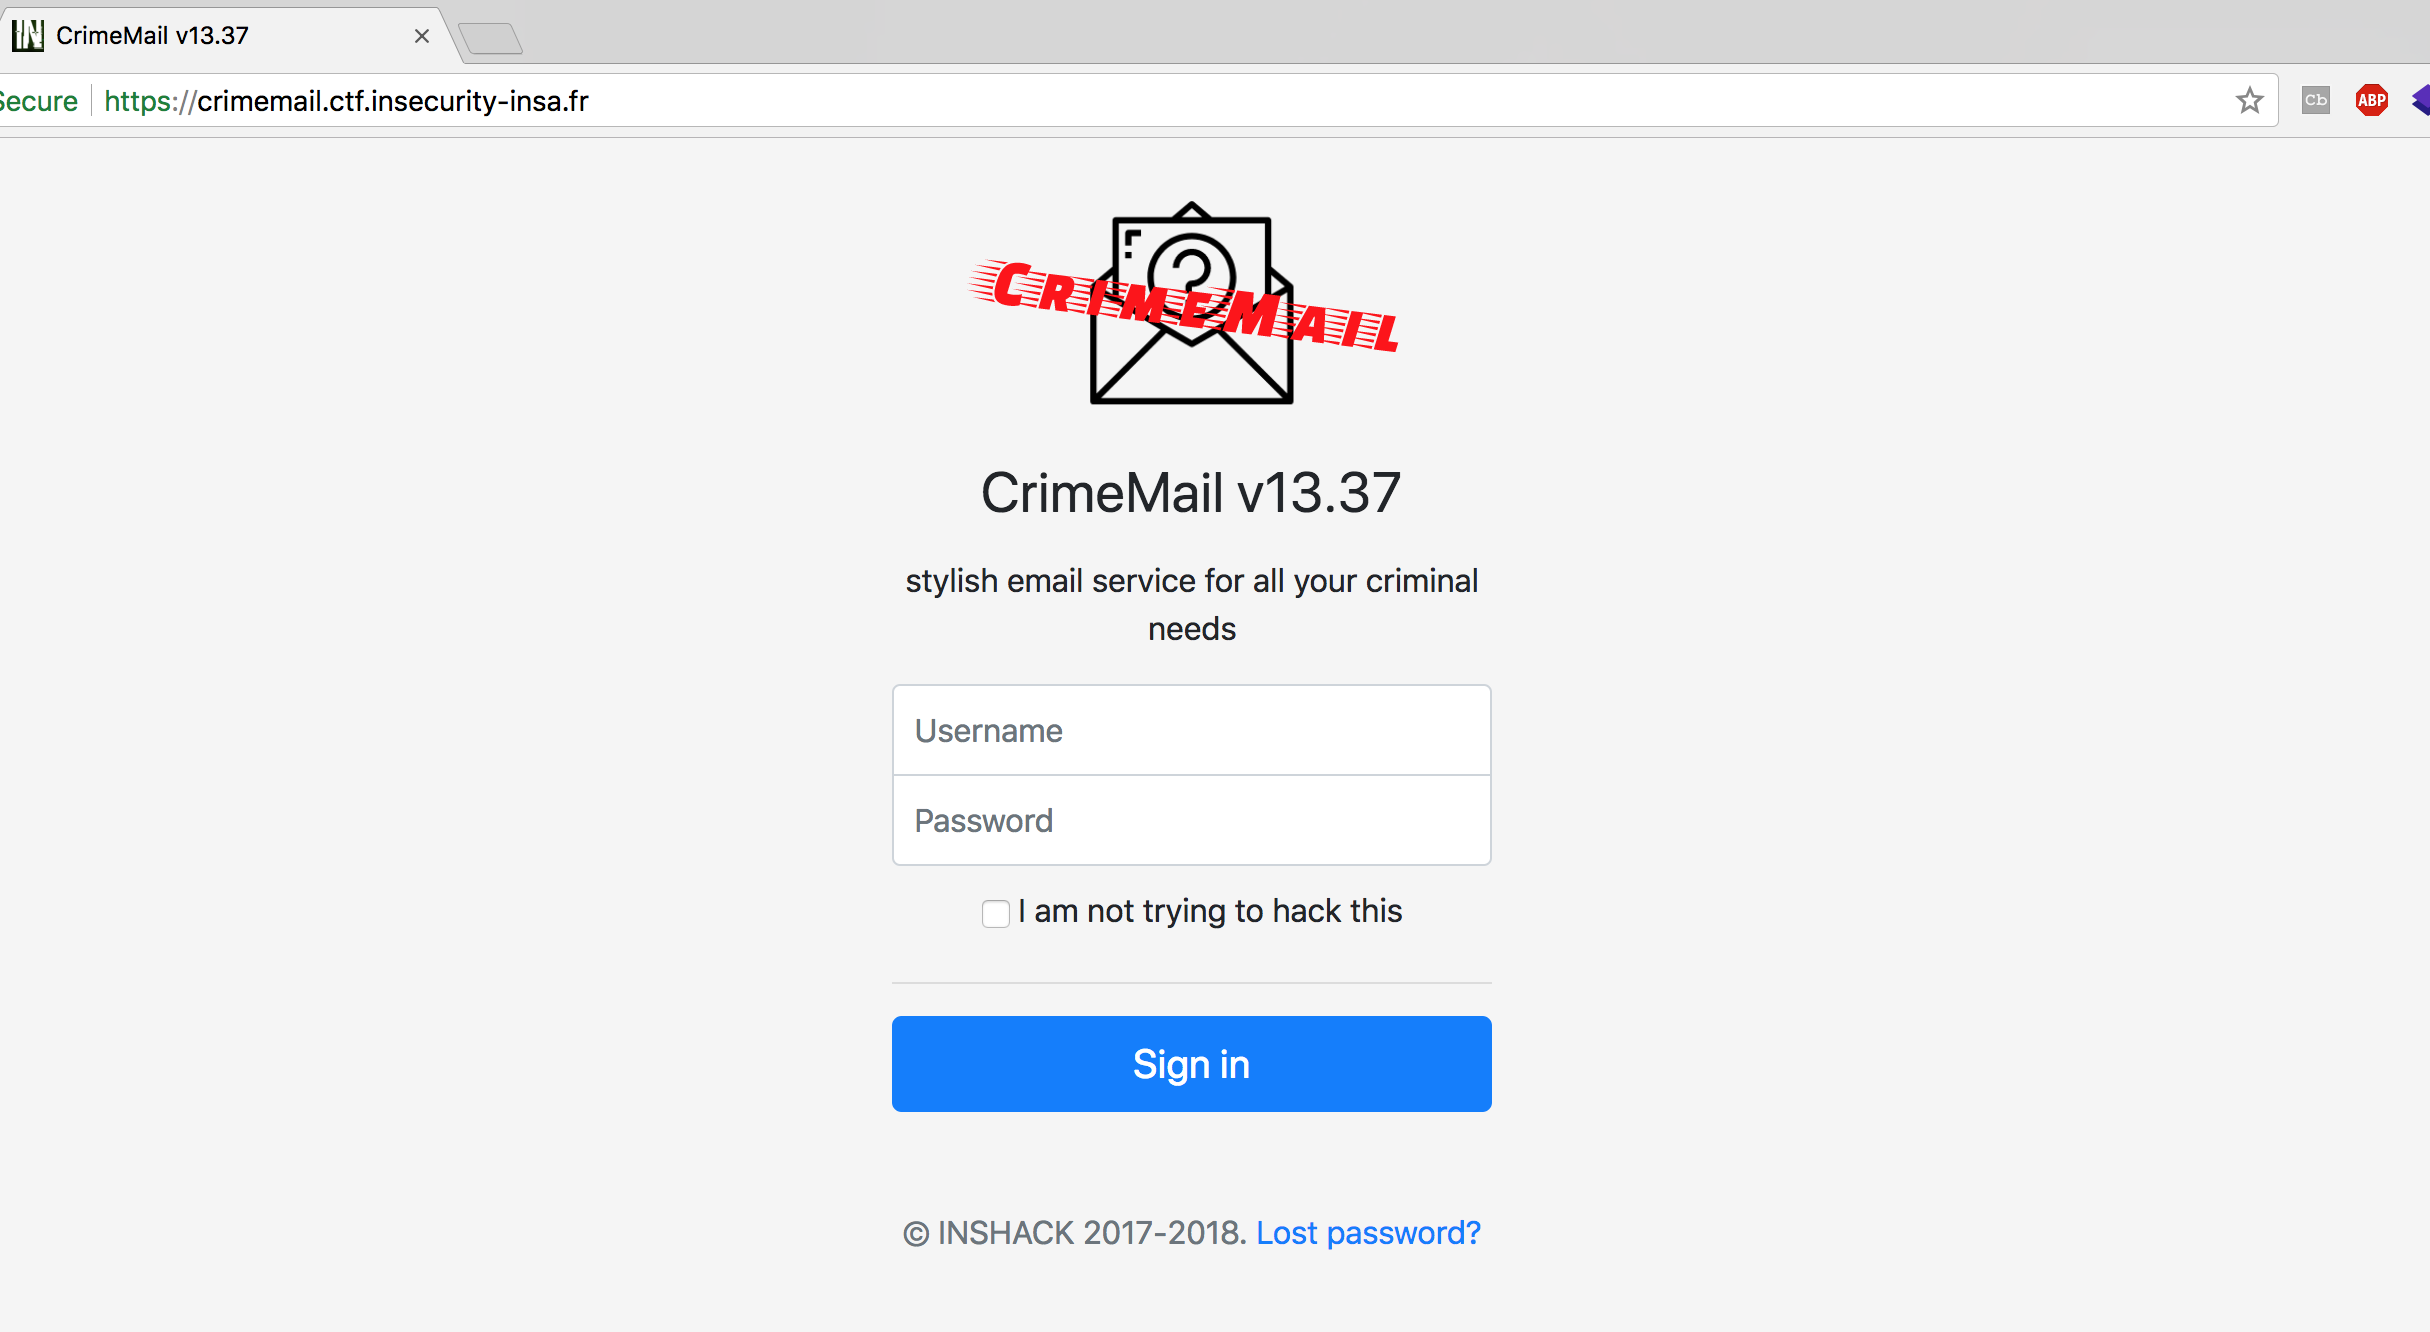 IN CrimeMail v13.37
Secure https://crimemail.ctf.insecurity-insa.fr Cb ABP
CrimeMail
CrimeMail v13.37
stylish email service for all your criminal
needs
Username
Password
I am not trying to hack this
Sign in
© INSHACK 2017-2018. Lost password?